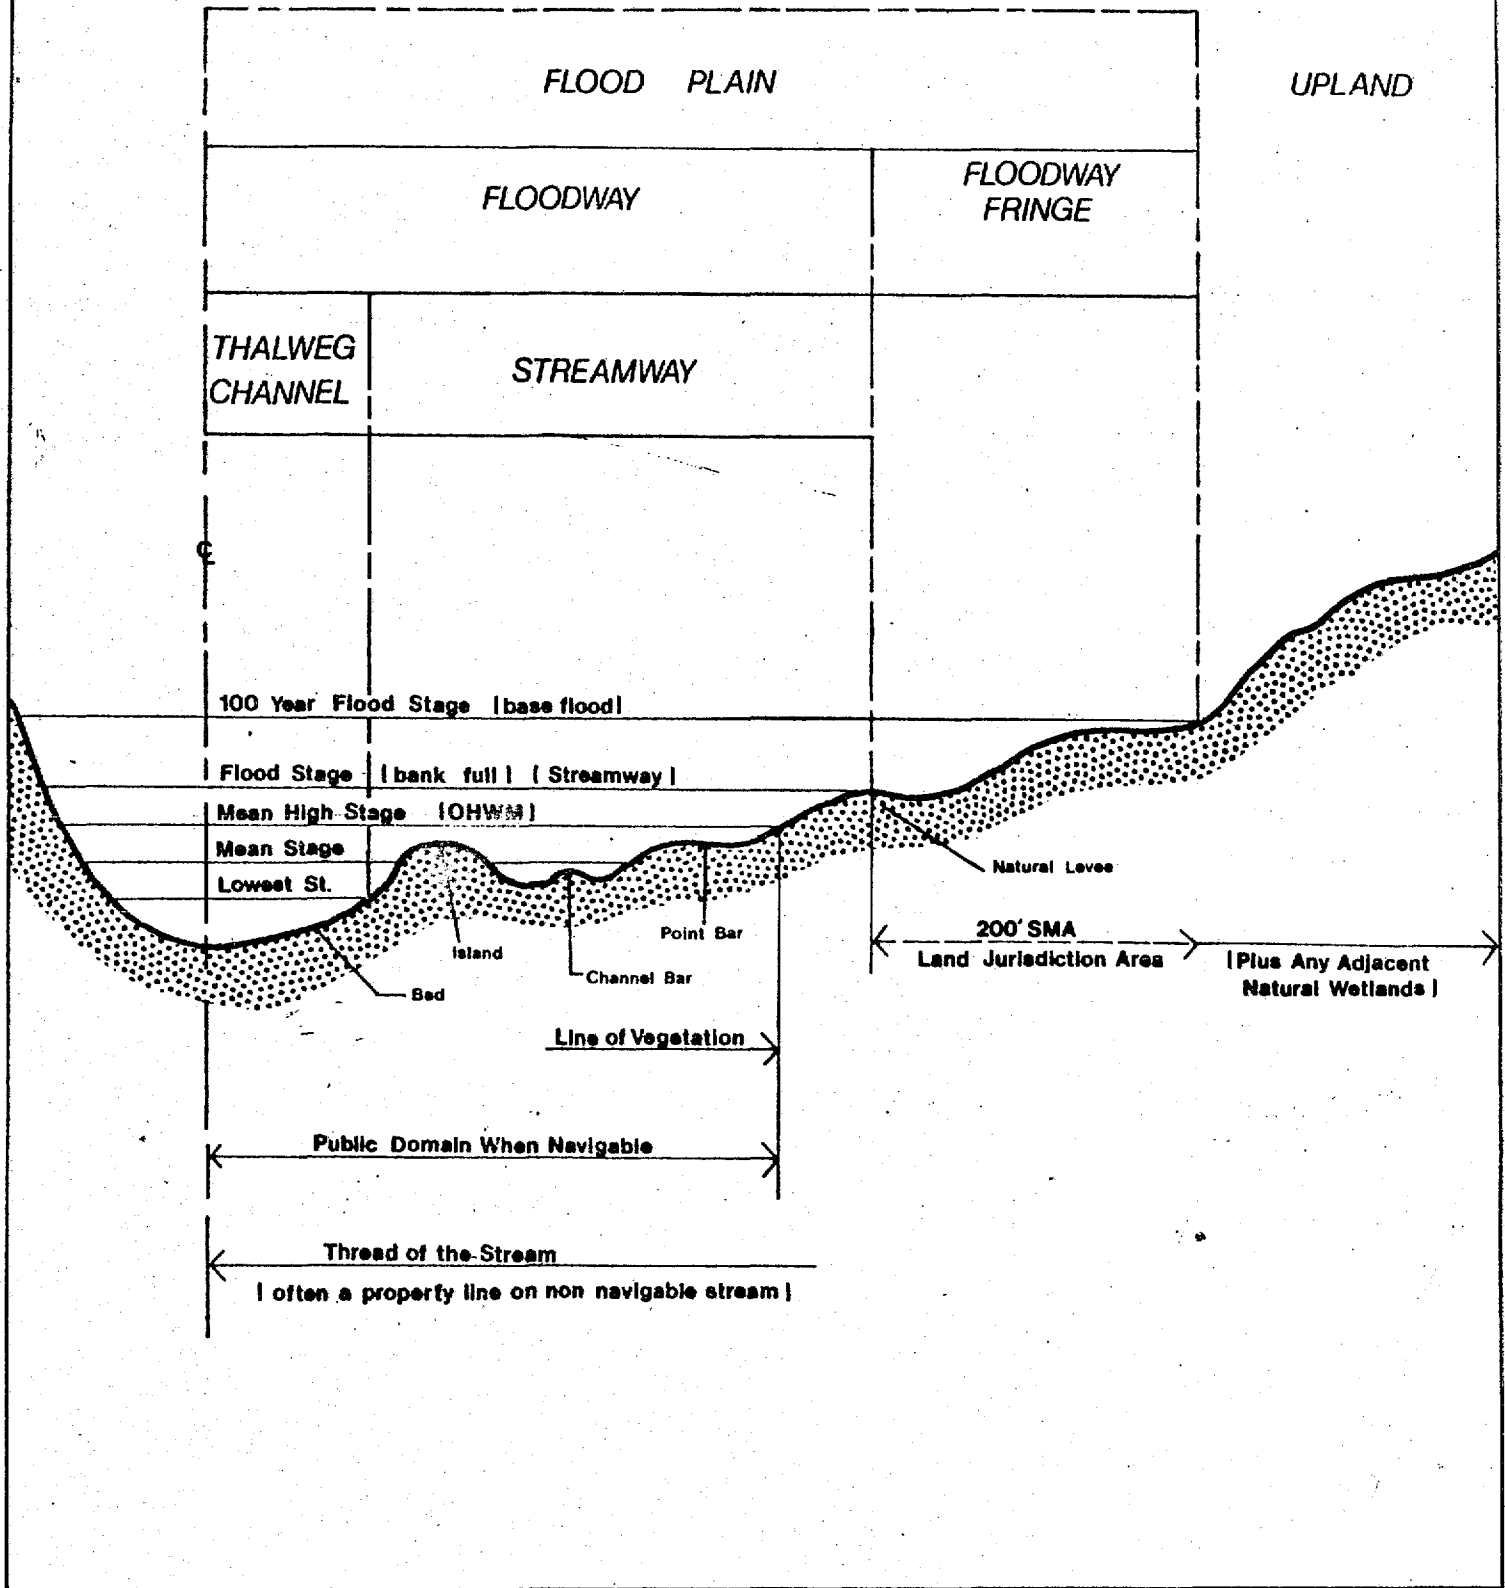 FLOOD PLAIN
UPLAND
FLOODWAY
FLOODWAY
FRINGE
THALWEG
CHANNEL
STREAMWAY
℄
100 Year Flood Stage (base flood)
Flood Stage (bank full) (Streamway)
Mean High Stage (OHWM)
Mean Stage
Lowest St.
Natural Levee
Island
Point Bar
Channel Bar
Bed
200' SMA
Land Jurisdiction Area
(Plus Any Adjacent
Natural Wetlands)
Line of Vegetation
Public Domain When Navigable
Thread of the Stream
(often a property line on non navigable stream)